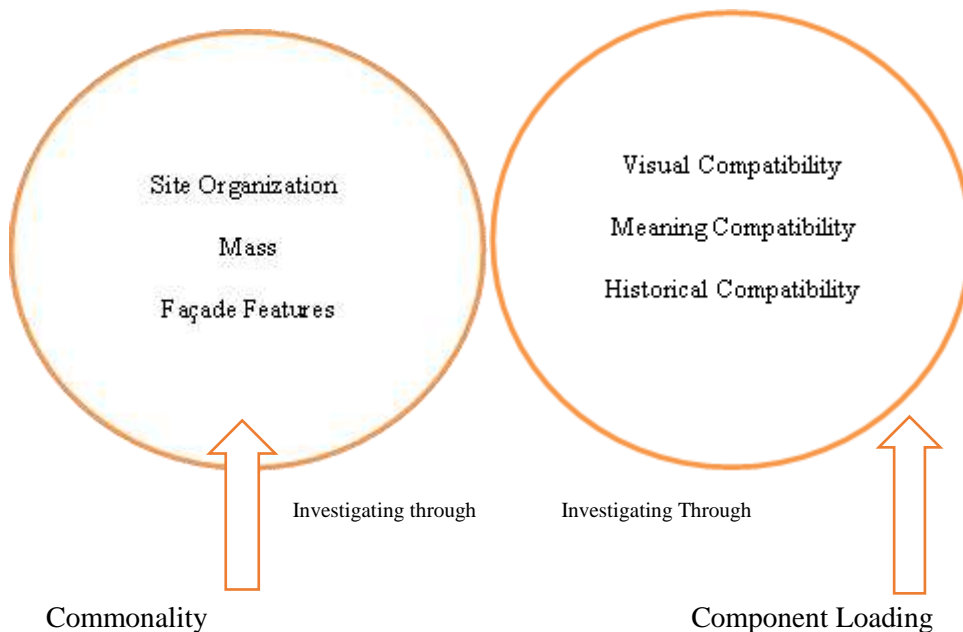 Site Organization
Mass
Façade Features
Visual Compatibility
Meaning Compatibility
Historical Compatibility
Investigating through
Investigating Through
Commonality
Component Loading